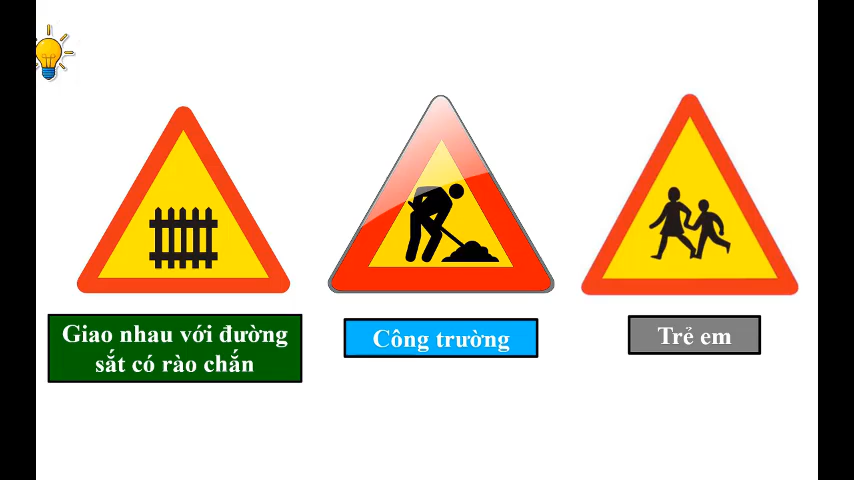 Giao nhau với đường
sắt có rào chắn
Công trường
Trẻ em